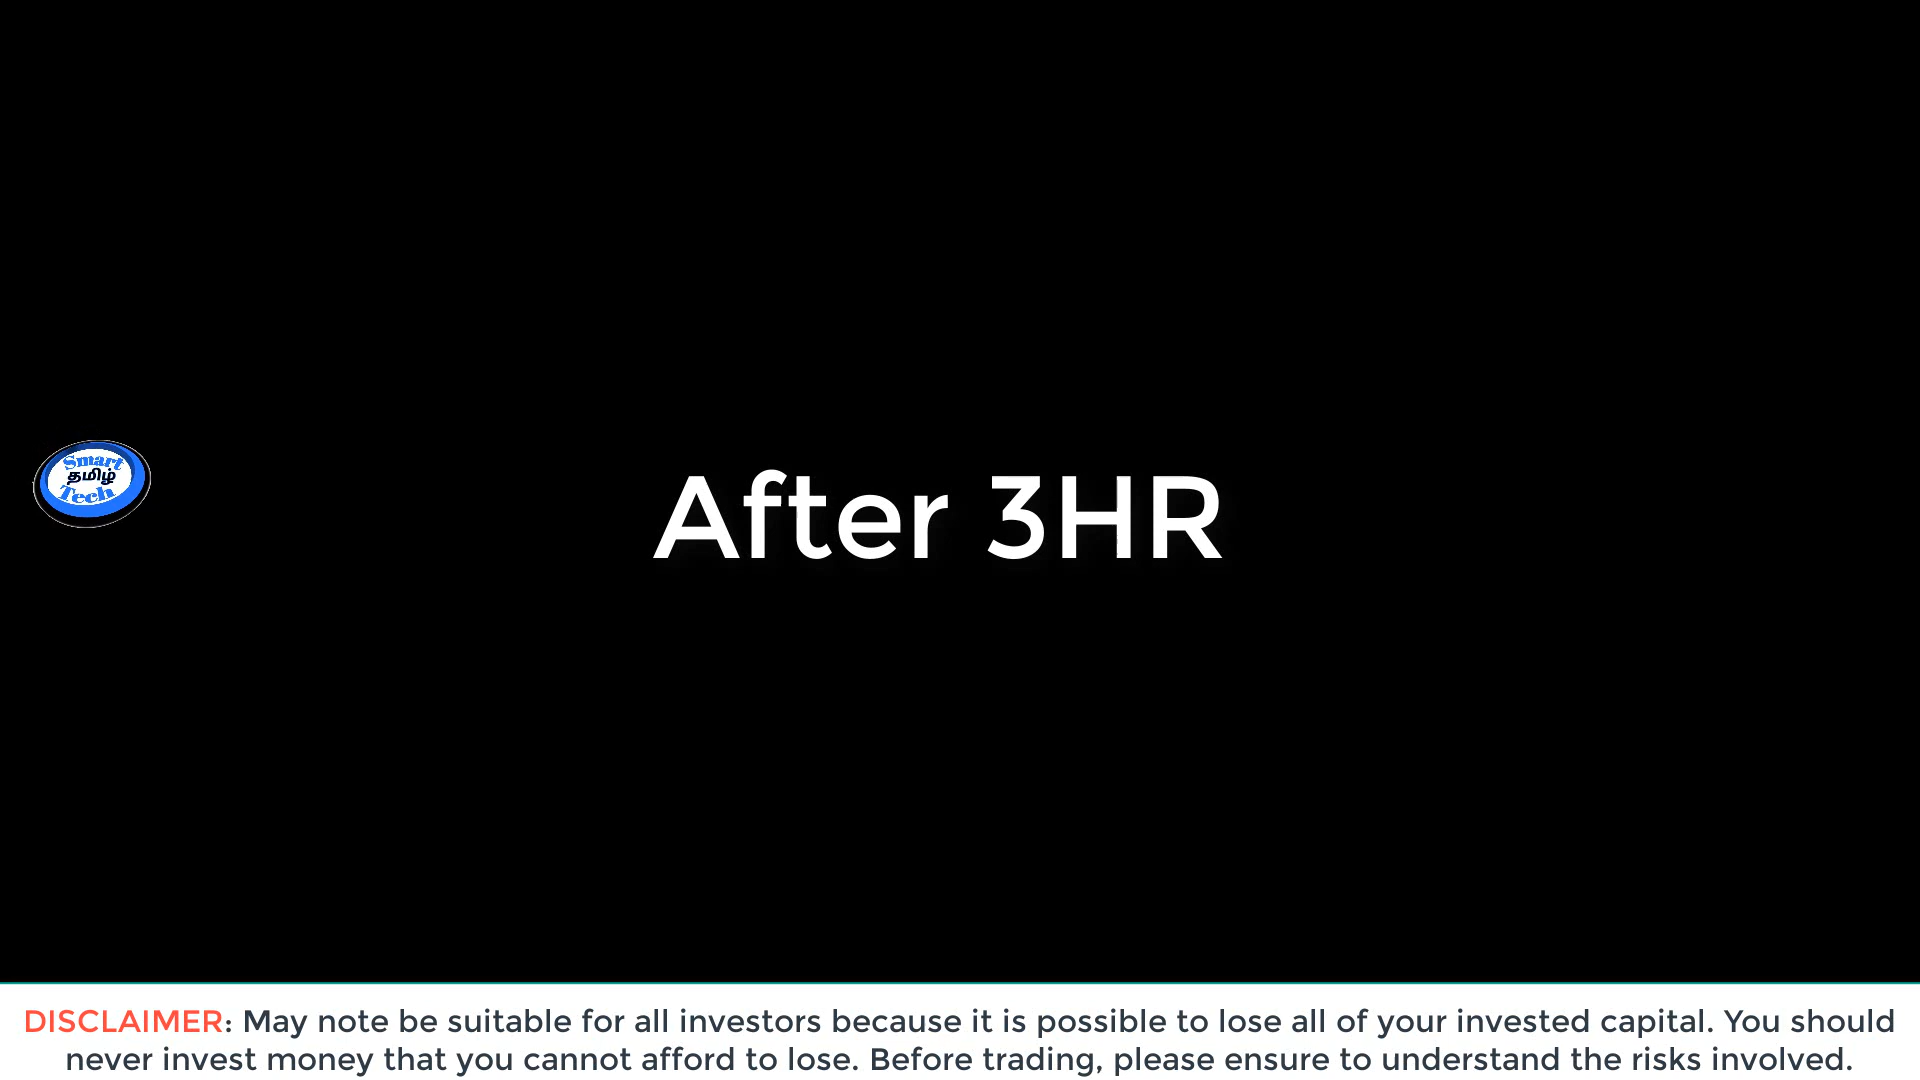 Smart
தமிழ்
Tech
After 3HR
DISCLAIMER: May note be suitable for all investors because it is possible to lose all of your invested capital. You should
never invest money that you cannot afford to lose. Before trading, please ensure to understand the risks involved.